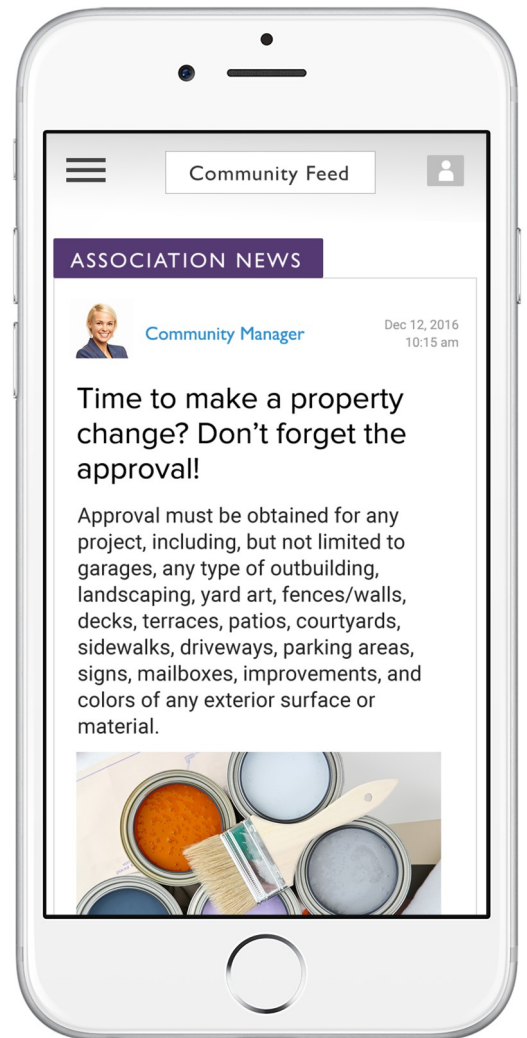 Community Feed
ASSOCIATION NEWS
Community Manager
Dec 12, 2016
10:15 am
Time to make a property
change? Don't forget the
approval!
Approval must be obtained for any
project, including, but not limited to
garages, any type of outbuilding,
landscaping, yard art, fences/walls,
decks, terraces, patios, courtyards,
sidewalks, driveways, parking areas,
signs, mailboxes, improvements, and
colors of any exterior surface or
material.